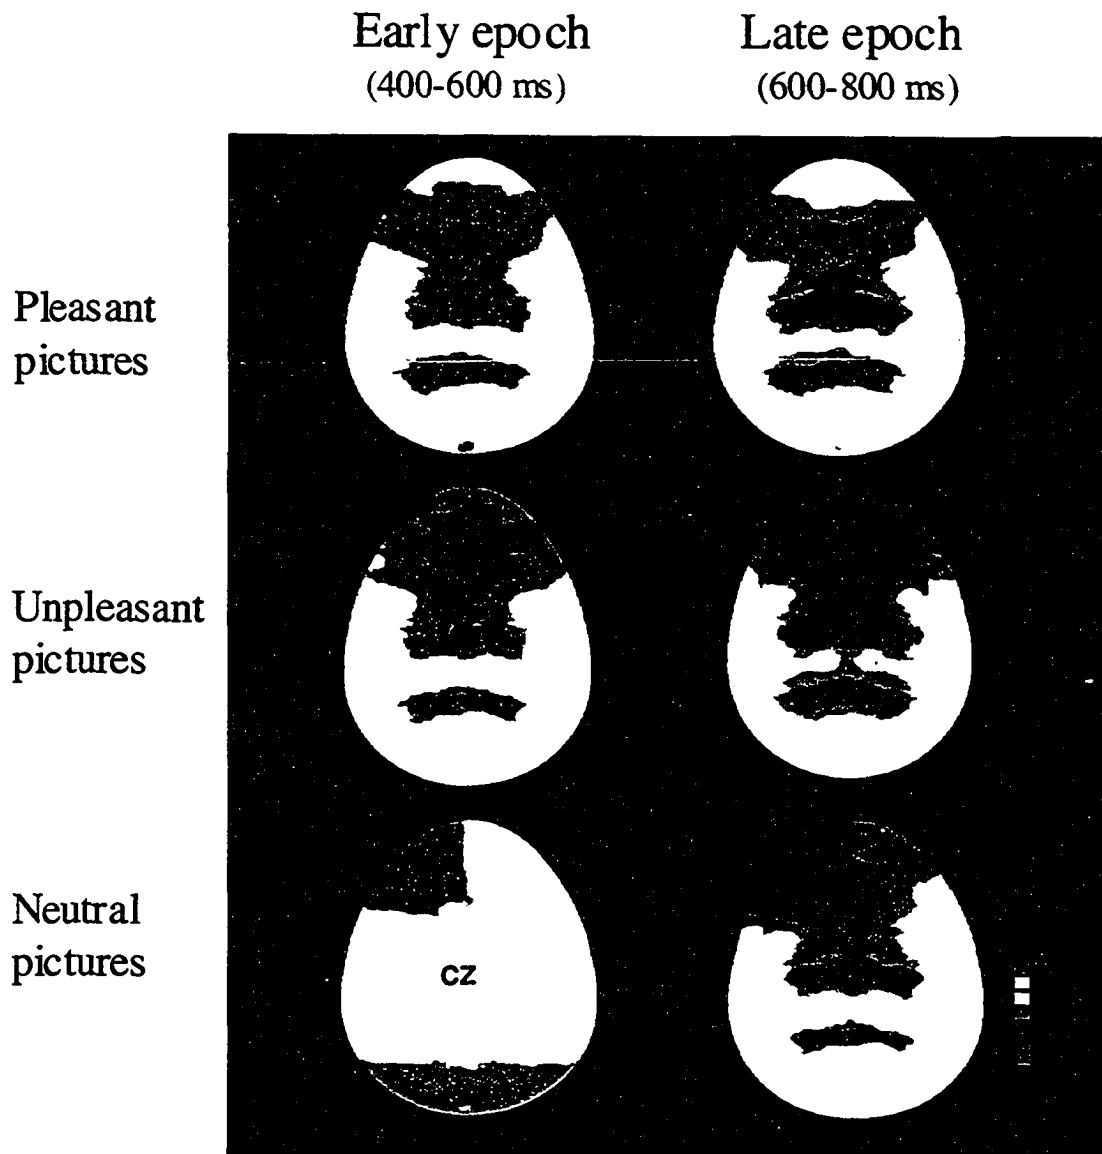 Early epoch
(400-600 ms)
Late epoch
(600-800 ms)
Pleasant
pictures
Unpleasant
pictures
Neutral
pictures
CZ